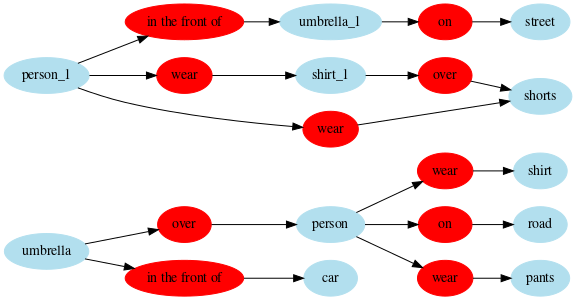 in the front of umbrella_l on street
person_l wear shirt_l over shorts
wear
wear shirt
umbrella over person on road
in the front of car wear pants